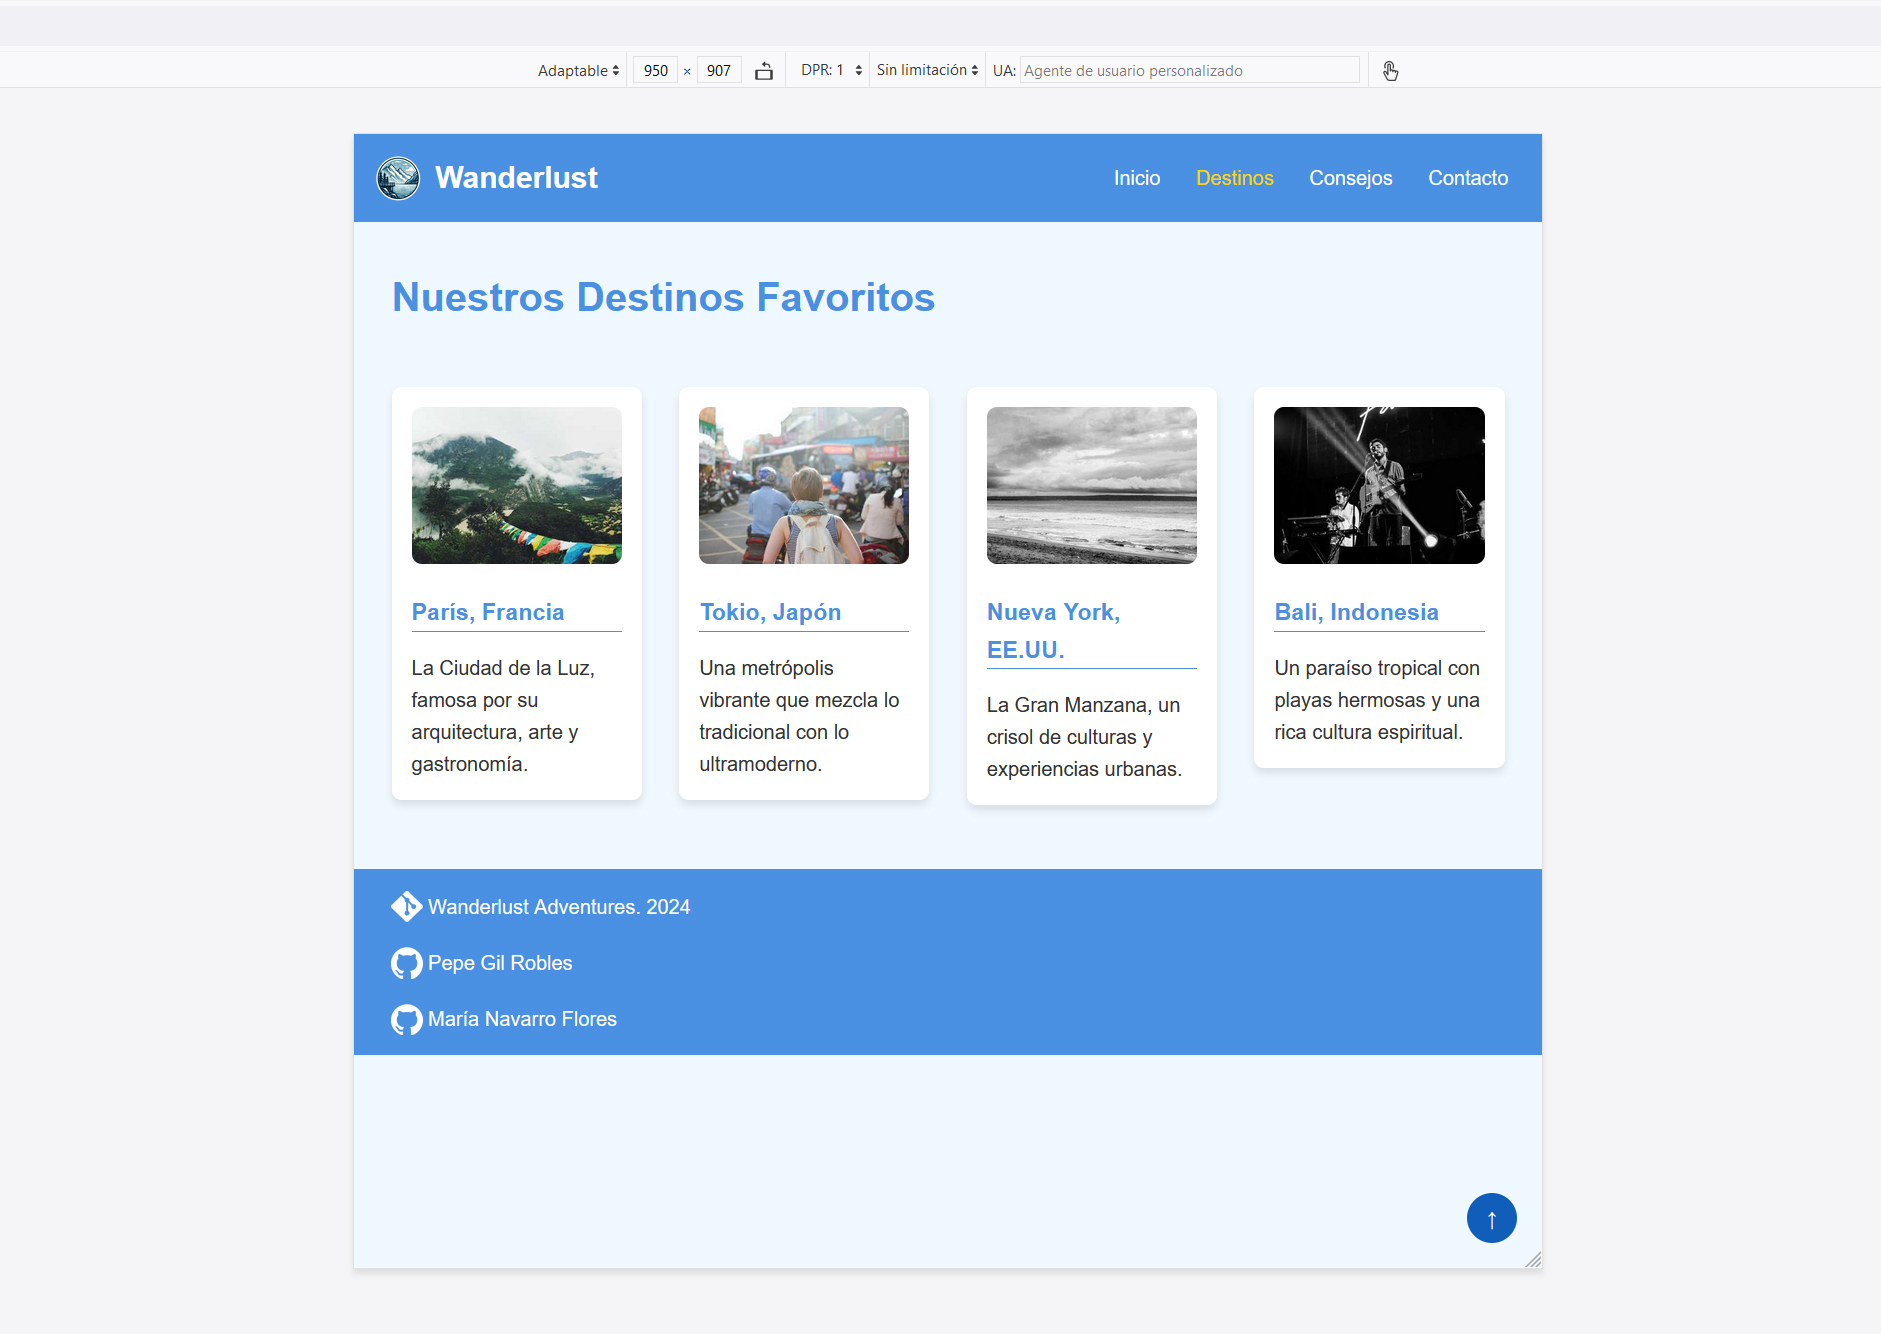 Adaptable 950 × 907 DPR: 1 Sin limitación UA: Agente de usuario personalizado
Wanderlust
Inicio Destinos Consejos Contacto
Nuestros Destinos Favoritos
París, Francia
La Ciudad de la Luz,
famosa por su
arquitectura, arte y
gastronomía.
Tokio, Japón
Una metrópolis
vibrante que mezcla lo
tradicional con lo
ultramoderno.
Nueva York,
EE.UU.
La Gran Manzana, un
crisol de culturas y
experiencias urbanas.
Bali, Indonesia
Un paraíso tropical con
playas hermosas y una
rica cultura espiritual.
Wanderlust Adventures. 2024
Pepe Gil Robles
María Navarro Flores
↑